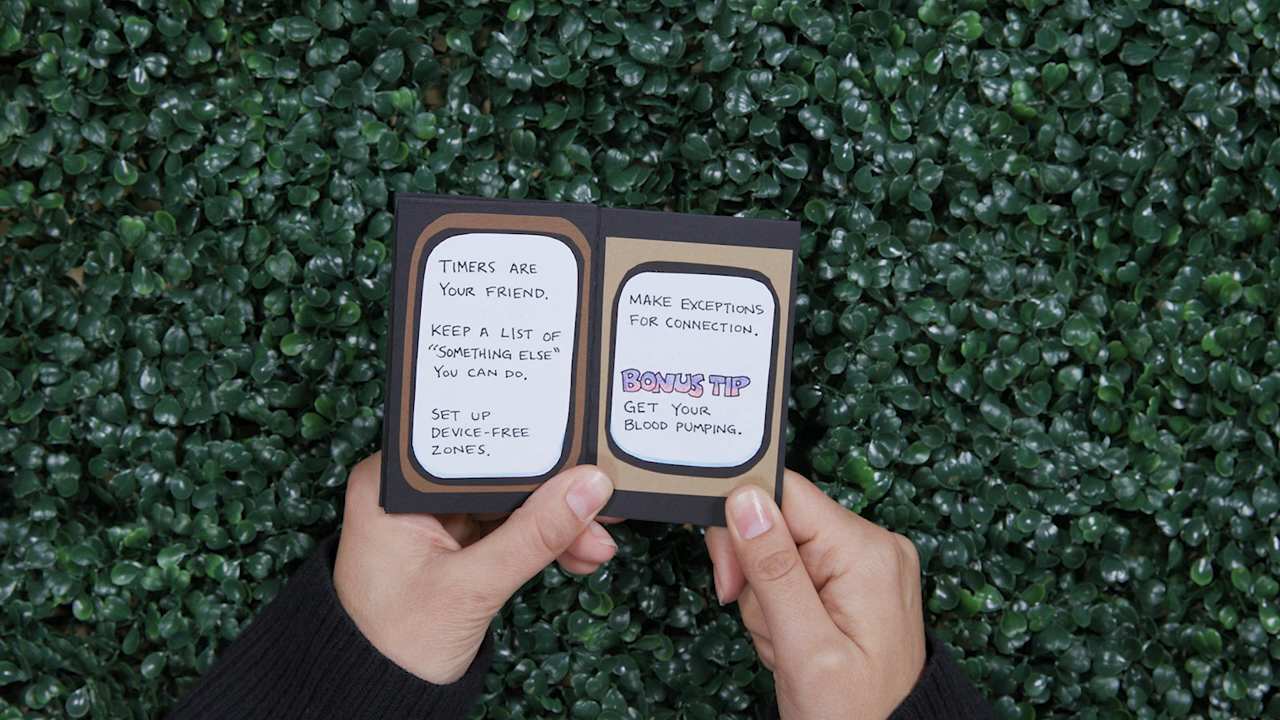 TIMERS ARE
YOUR FRIEND.
KEEP A LIST OF
"SOMETHING ELSE"
YOU CAN DO.
SET UP
DEVICE-FREE
ZONES.
MAKE EXCEPTIONS
FOR CONNECTION.
BONUS TIP
GET YOUR
BLOOD PUMPING.